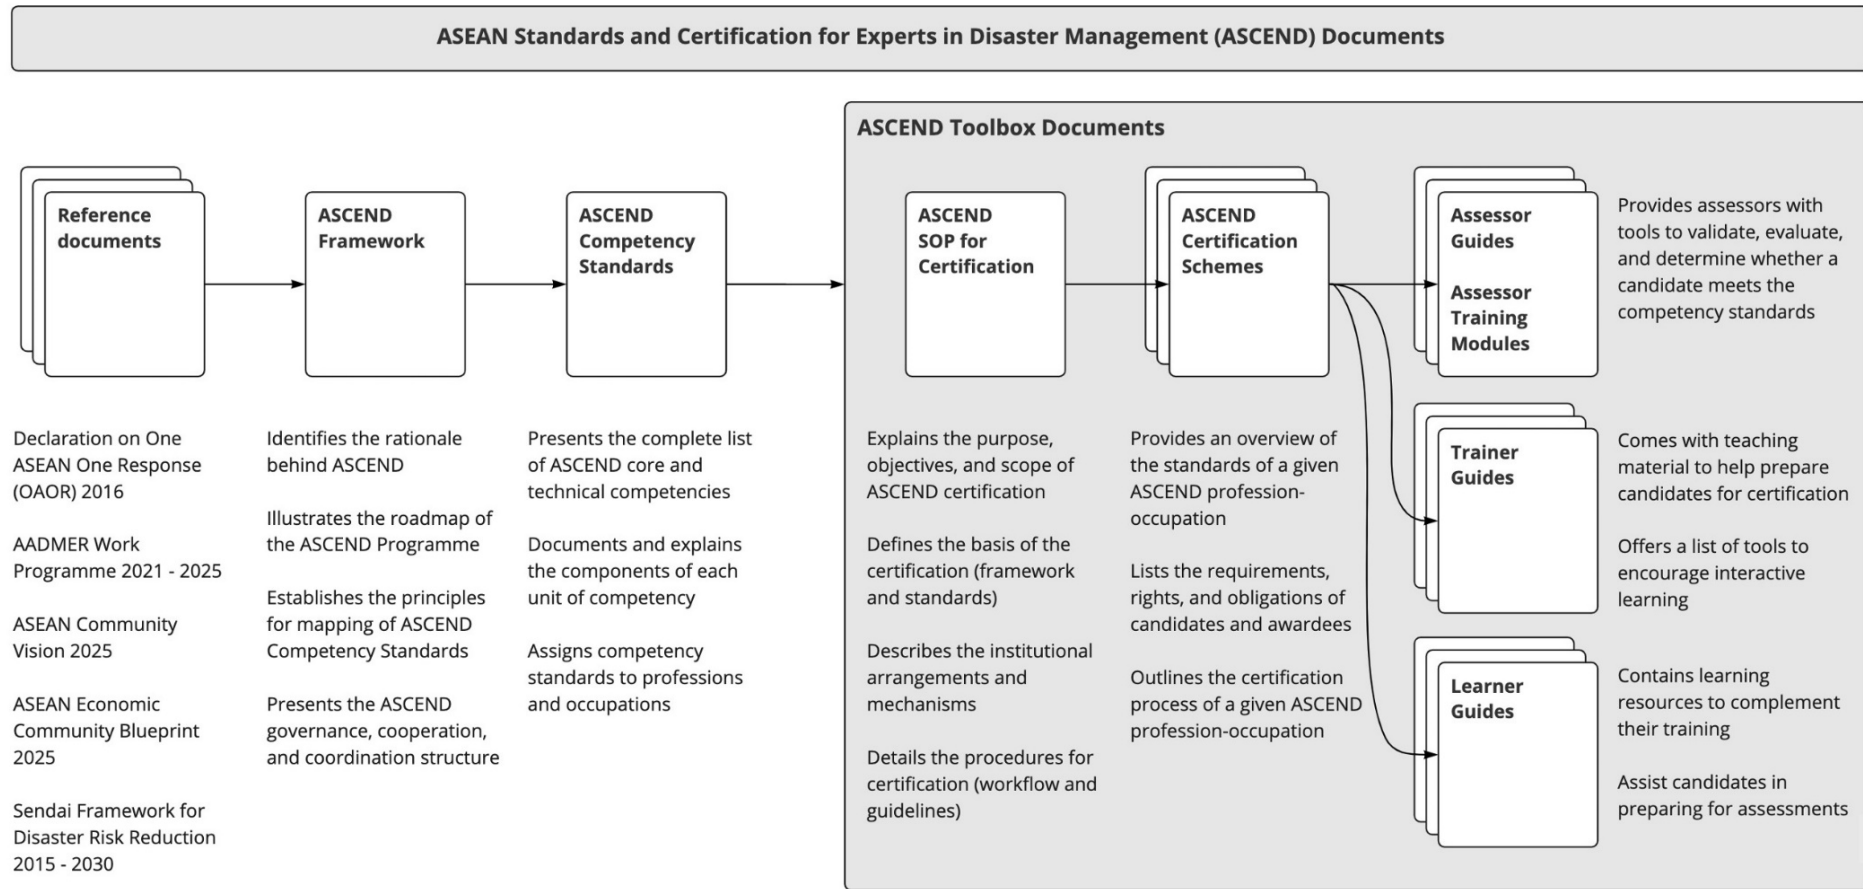 ASEAN Standards and Certification for Experts in Disaster Management (ASCEND) Documents
ASCEND Toolbox Documents
Reference
documents
ASCEND
Framework
ASCEND
Competency
Standards
ASCEND
SOP for
Certification
ASCEND
Certification
Schemes
Assessor
Guides
Assessor
Training
Modules
Provides assessors with
tools to validate, evaluate,
and determine whether a
candidate meets the
competency standards
Declaration on One
ASEAN One Response
(OAOR) 2016
AADMER Work
Programme 2021 - 2025
ASEAN Community
Vision 2025
ASEAN Economic
Community Blueprint
2025
Sendai Framework for
Disaster Risk Reduction
2015 - 2030
Identifies the rationale
behind ASCEND
Illustrates the roadmap of
the ASCEND Programme
Establishes the principles
for mapping of ASCEND
Competency Standards
Presents the ASCEND
governance, cooperation,
and coordination structure
Presents the complete list
of ASCEND core and
technical competencies
Documents and explains
the components of each
unit of competency
Assigns competency
standards to professions
and occupations
Explains the purpose,
objectives, and scope of
ASCEND certification
Defines the basis of the
certification (framework
and standards)
Describes the institutional
arrangements and
mechanisms
Details the procedures for
certification (workflow and
guidelines)
Provides an overview of
the standards of a given
ASCEND profession-
occupation
Lists the requirements,
rights, and obligations of
candidates and awardees
Outlines the certification
process of a given ASCEND
profession-occupation
Trainer
Guides
Comes with teaching
material to help prepare
candidates for certification
Offers a list of tools to
encourage interactive
learning
Learner
Guides
Contains learning
resources to complement
their training
Assist candidates in
preparing for assessments